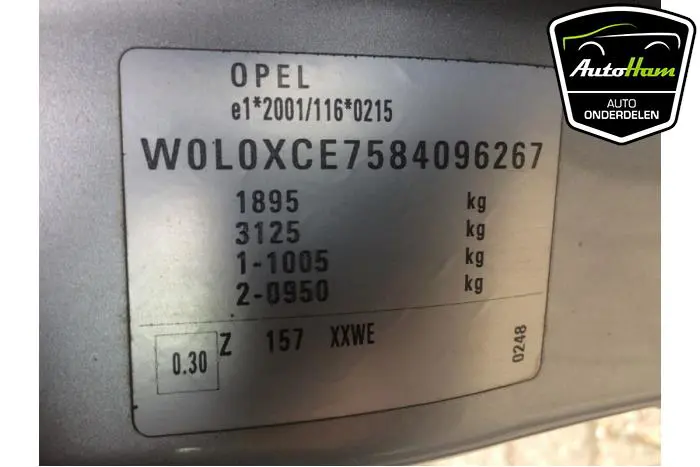 OPEL
e1*2001/116*0215
W0L0XCE7584096267
1895 kg
3125 kg
1-1005 kg
2-0950 kg
0.30 Z 157 XXWE 0248
AutoHam
AUTO
ONDERDELEN